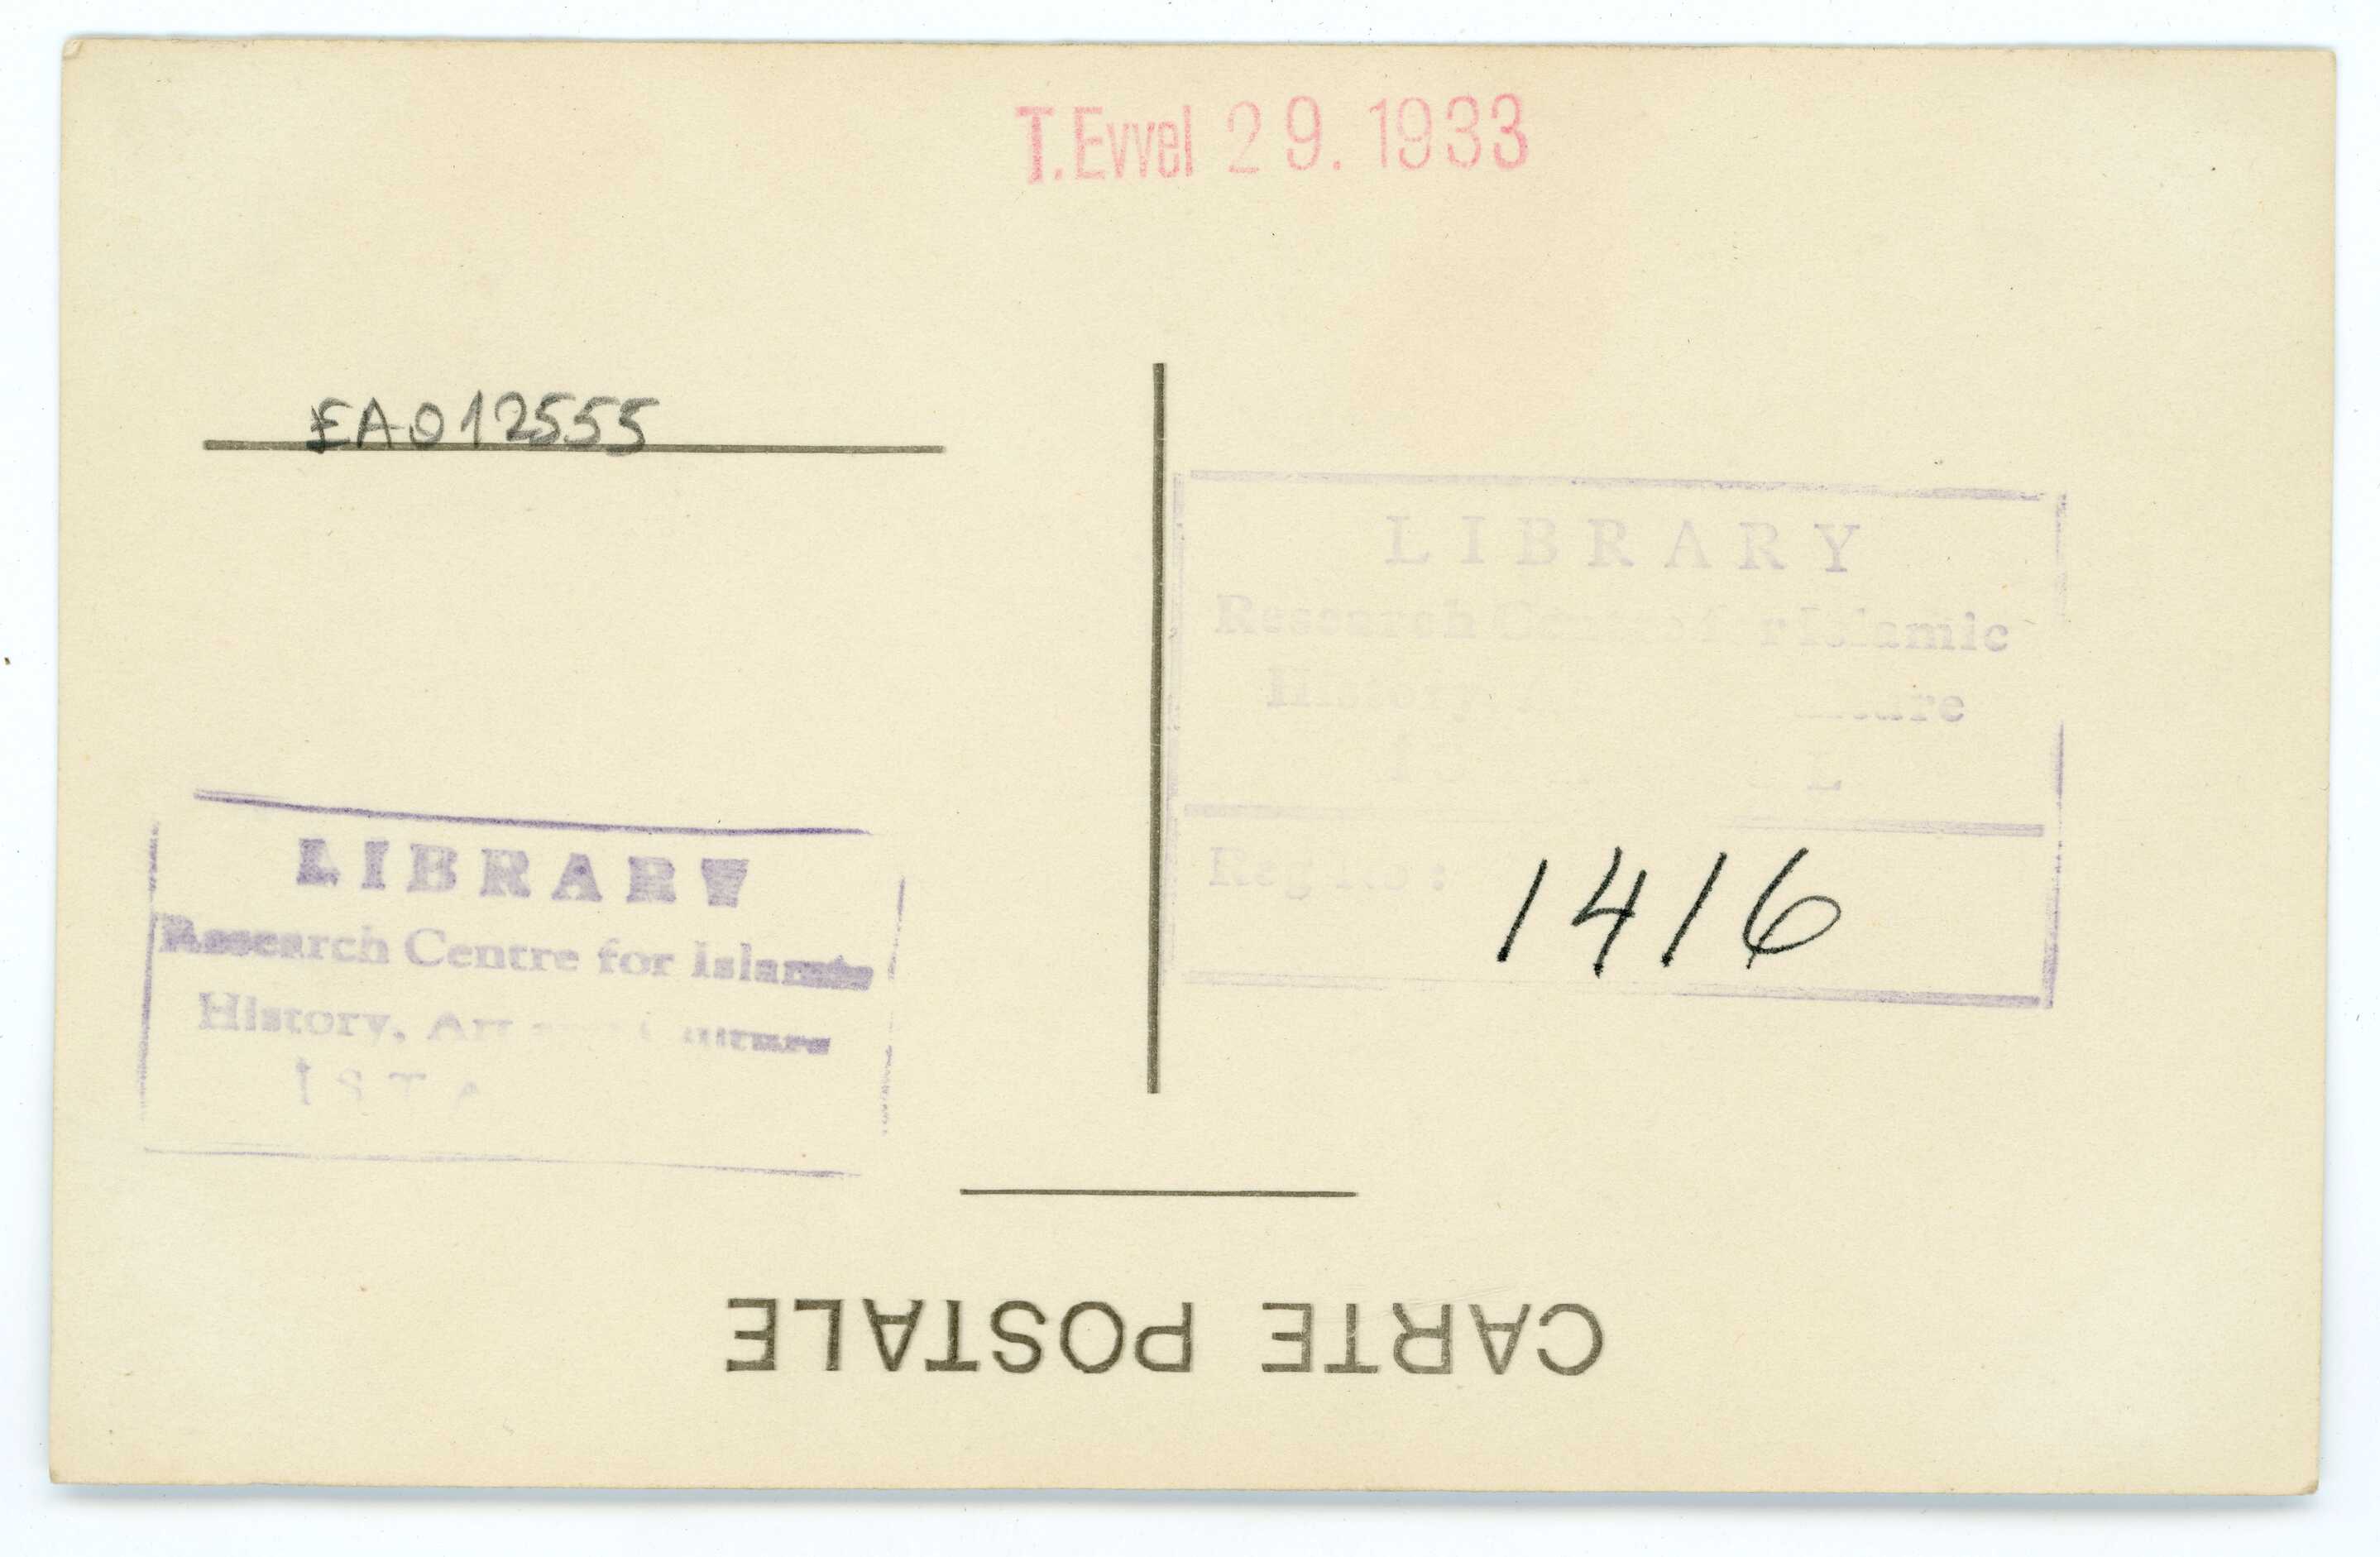 T.Evvel 29. 1933
EA012555
LIBRARY
Research Centre for Islamic
History,
Reg No :
1416
LIBRARY
Research Centre for Islamic
History, Art and Culture
CARTE POSTALE